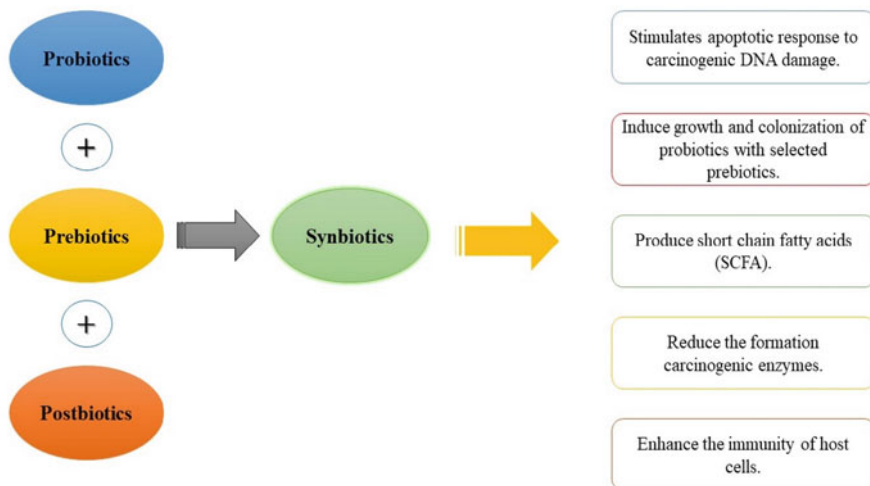 Probiotics
+
Prebiotics
+
Postbiotics
Synbiotics
Stimulates apoptotic response to
carcinogenic DNA damage.
Induce growth and colonization of
probiotics with selected
prebiotics.
Produce short chain fatty acids
(SCFA).
Reduce the formation
carcinogenic enzymes.
Enhance the immunity of host
cells.